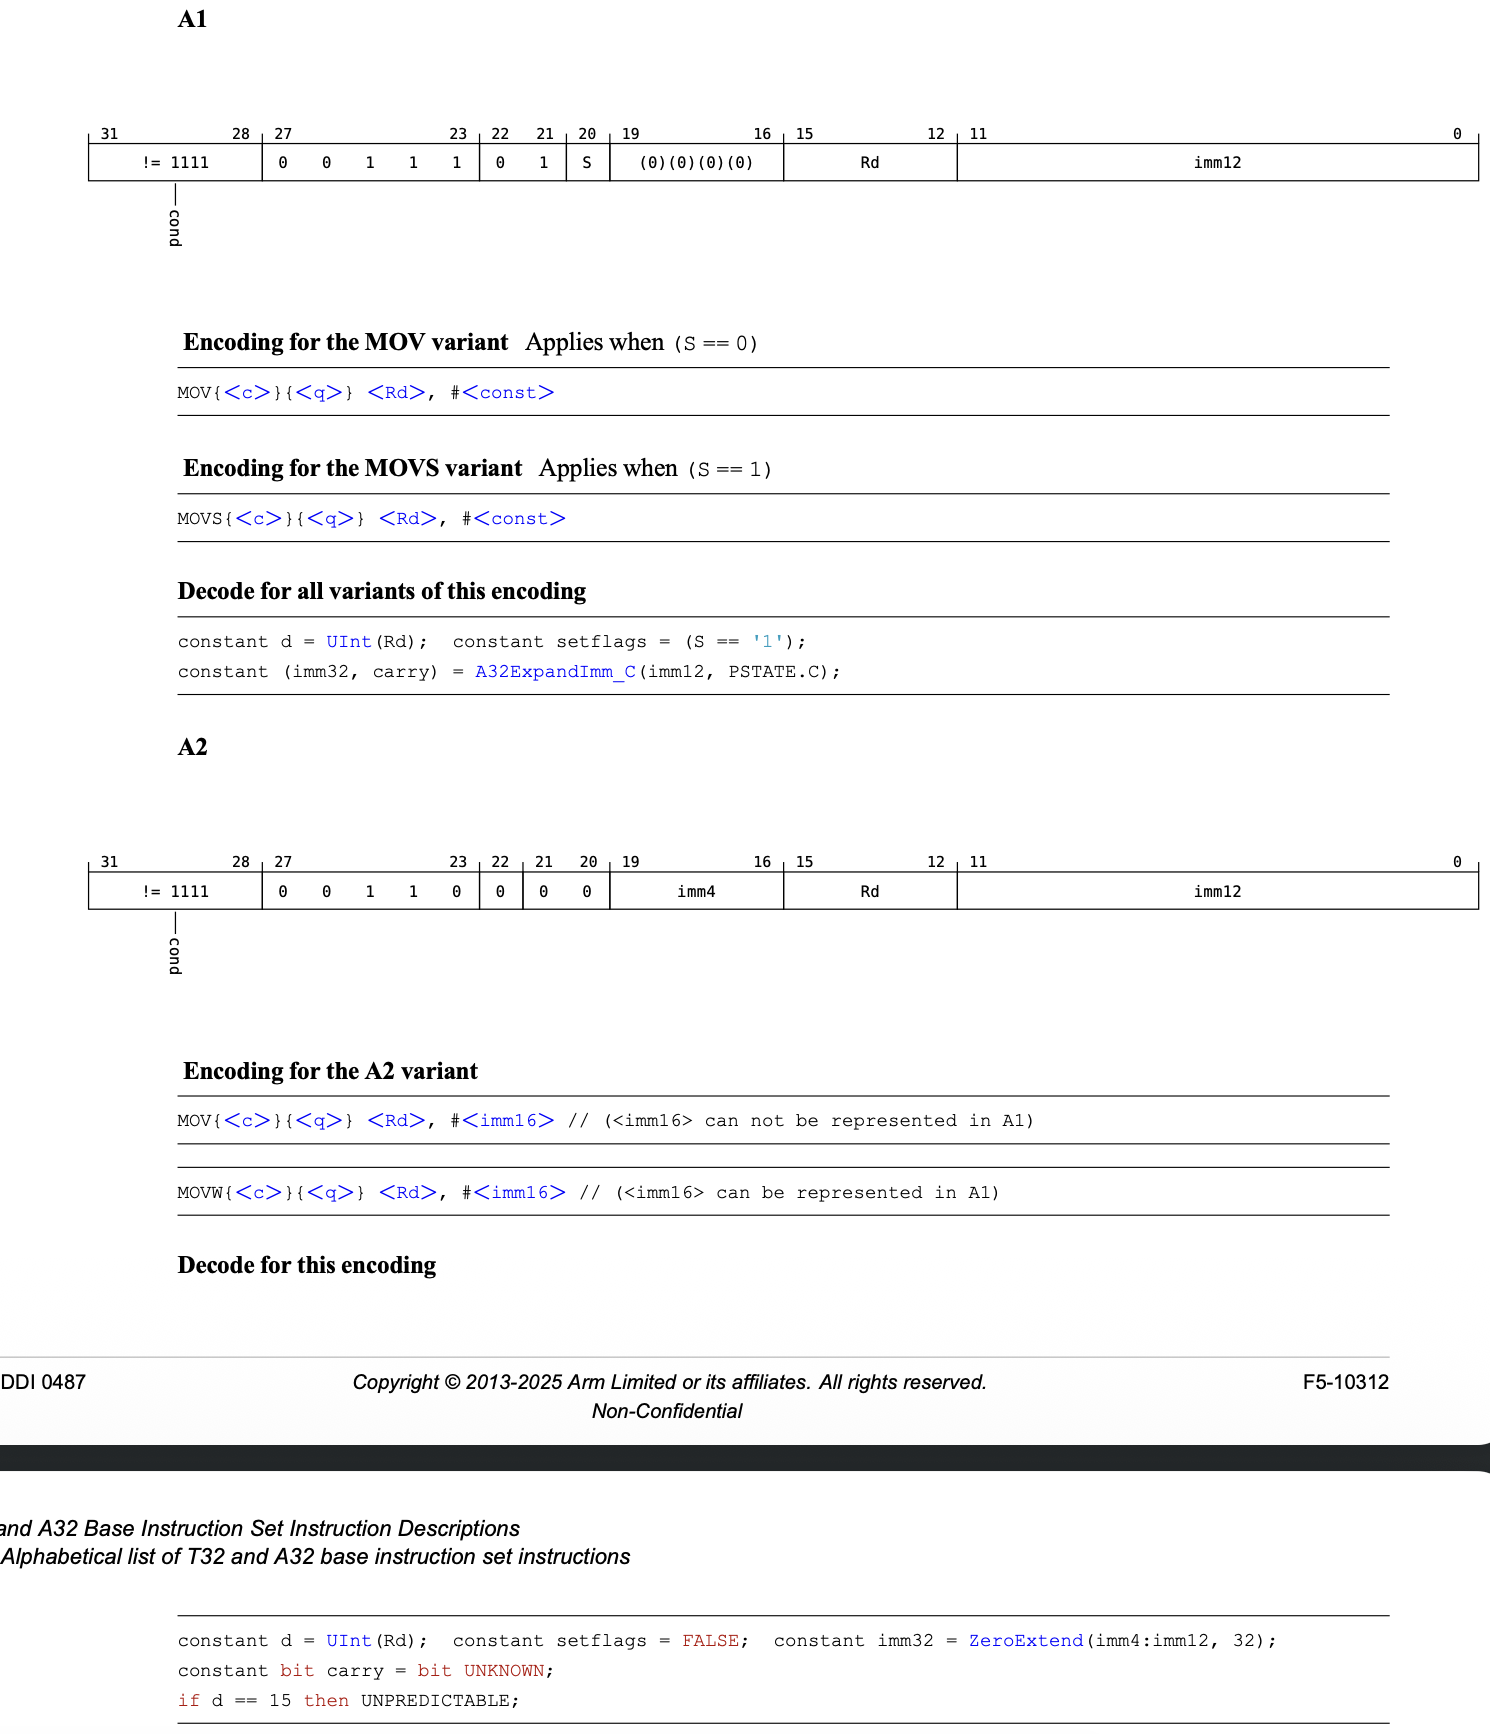 A1
31 28 27 23 22 21 20 19 16 15 12 11 0
!= 1111 0 0 1 1 1 0 1 S (0)(0)(0)(0) Rd imm12
cond
Encoding for the MOV variant Applies when (S == 0)
MOV{<c>}{<q>} <Rd>, #<const>
Encoding for the MOVS variant Applies when (S == 1)
MOVS{<c>}{<q>} <Rd>, #<const>
Decode for all variants of this encoding
constant d = UInt(Rd); constant setflags = (S == '1');
constant (imm32, carry) = A32ExpandImm_C(imm12, PSTATE.C);
A2
31 28 27 23 22 21 20 19 16 15 12 11 0
!= 1111 0 0 1 1 0 0 0 0 imm4 Rd imm12
cond
Encoding for the A2 variant
MOV{<c>}{<q>} <Rd>, #<imm16> // (<imm16> can not be represented in A1)
MOVW{<c>}{<q>} <Rd>, #<imm16> // (<imm16> can be represented in A1)
Decode for this encoding
DDI 0487 Copyright © 2013-2025 Arm Limited or its affiliates. All rights reserved. F5-10312
Non-Confidential
and A32 Base Instruction Set Instruction Descriptions
Alphabetical list of T32 and A32 base instruction set instructions
constant d = UInt(Rd); constant setflags = FALSE; constant imm32 = ZeroExtend(imm4:imm12, 32);
constant bit carry = bit UNKNOWN;
if d == 15 then UNPREDICTABLE;